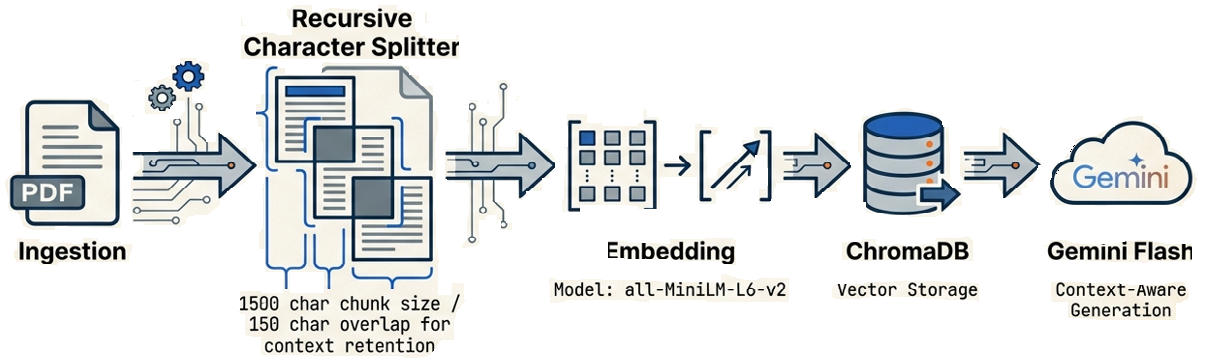 Recursive
Character Splitter
PDF
Ingestion
1500 char chunk size /
150 char overlap for
context retention
Embedding
Model: all-MiniLM-L6-v2
ChromaDB
Vector Storage
Gemini
Gemini Flash
Context-Aware
Generation